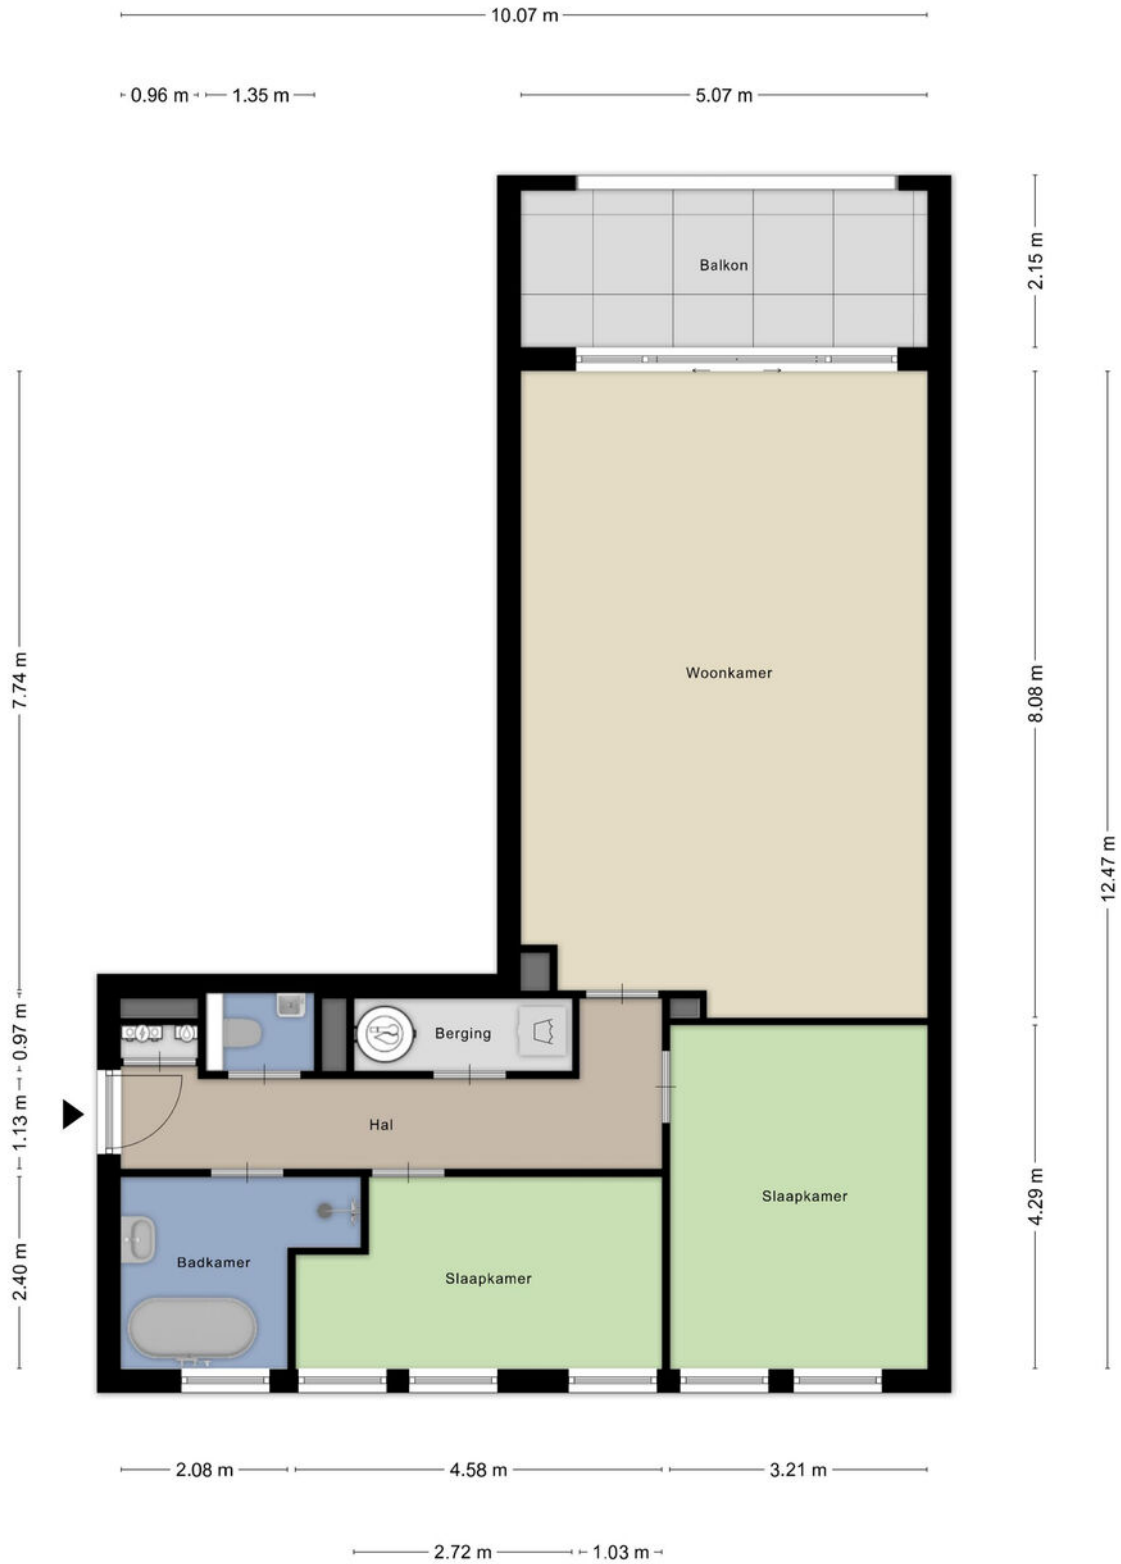 10.07 m
0.96 m
1.35 m
5.07 m
Balkon
2.15 m
Woonkamer
7.74 m
8.08 m
12.47 m
Berging
0.97 m
Hal
1.13 m
Slaapkamer
4.29 m
Badkamer
2.40 m
Slaapkamer
2.08 m
4.58 m
3.21 m
2.72 m
1.03 m